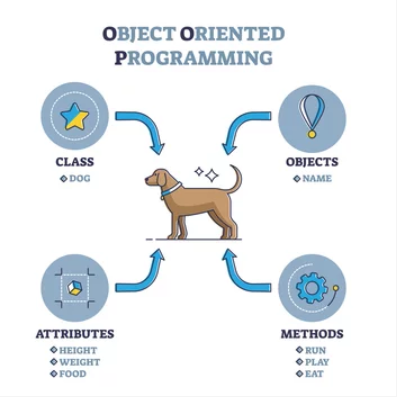 OBJECT ORIENTED
PROGRAMMING
CLASS
DOG
OBJECTS
NAME
ATTRIBUTES
HEIGHT
WEIGHT
FOOD
METHODS
RUN
PLAY
EAT